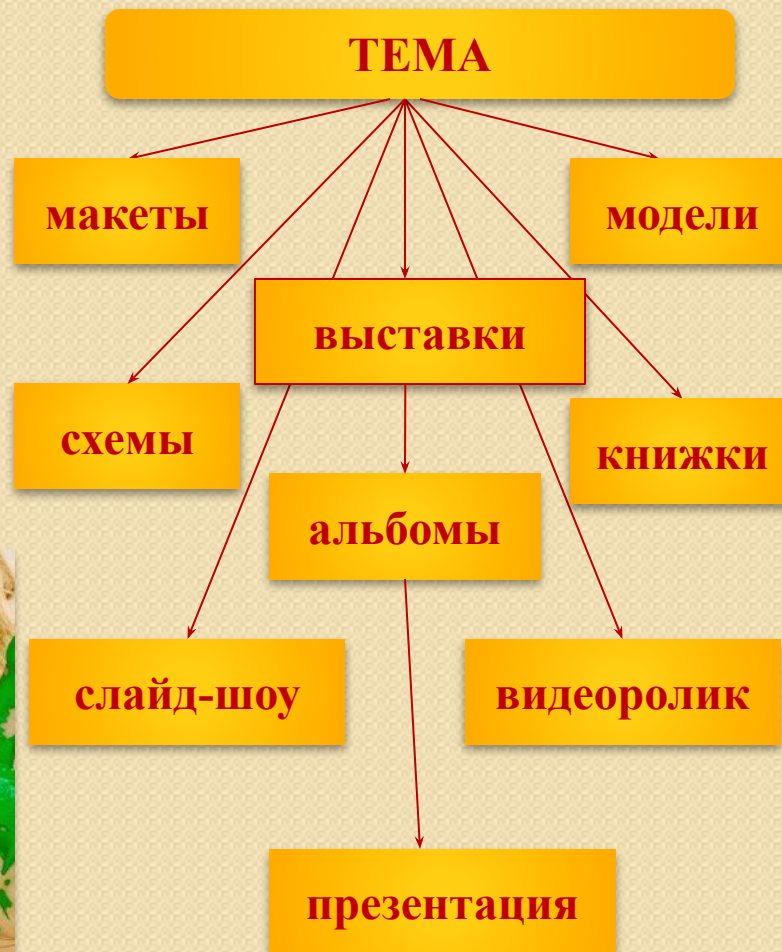 ТЕМА
макеты
модели
выставки
схемы
книжки
альбомы
слайд-шоу
видеоролик
презентация